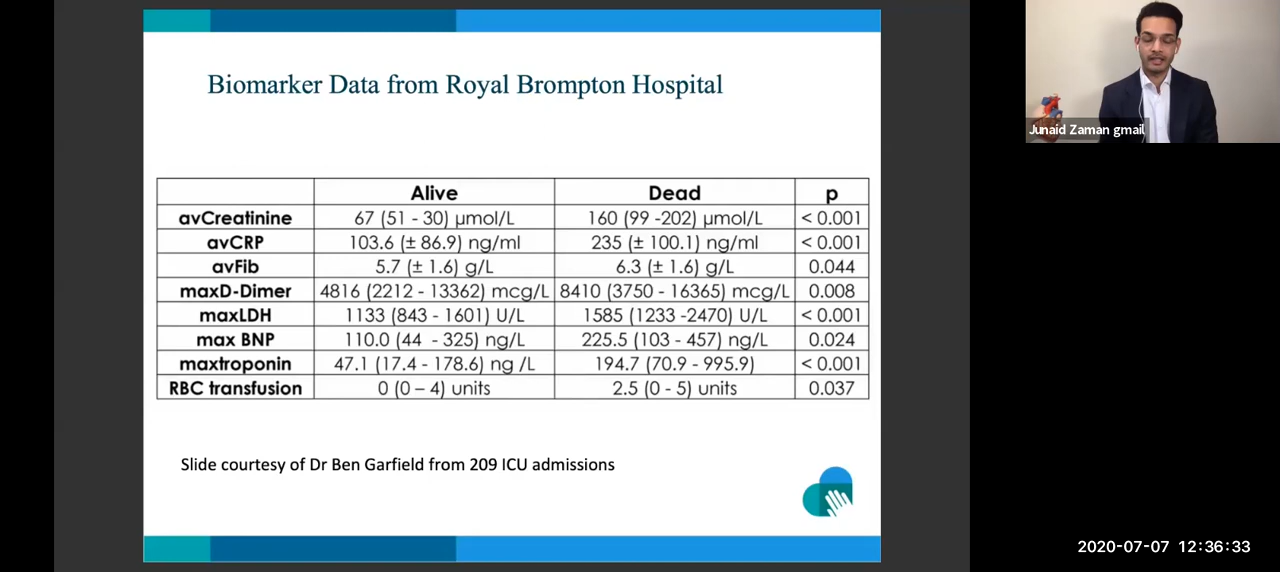 Biomarker Data from Royal Brompton Hospital
Alive Dead p
avCreatinine 67 (51 - 30) µmol/L 160 (99 -202) µmol/L < 0.001
avCRP 103.6 (± 86.9) ng/ml 235 (± 100.1) ng/ml < 0.001
avFib 5.7 (± 1.6) g/L 6.3 (± 1.6) g/L 0.044
maxD-Dimer 4816 (2212 - 13362) mcg/L 8410 (3750 - 16365) mcg/L 0.008
maxLDH 1133 (843 - 1601) U/L 1585 (1233 -2470) U/L < 0.001
max BNP 110.0 (44 - 325) ng/L 225.5 (103 - 457) ng/L 0.024
maxtroponin 47.1 (17.4 - 178.6) ng /L 194.7 (70.9 - 995.9) < 0.001
RBC transfusion 0 (0 – 4) units 2.5 (0 - 5) units 0.037
Slide courtesy of Dr Ben Garfield from 209 ICU admissions
Junaid Zaman gmail
2020-07-07 12:36:33